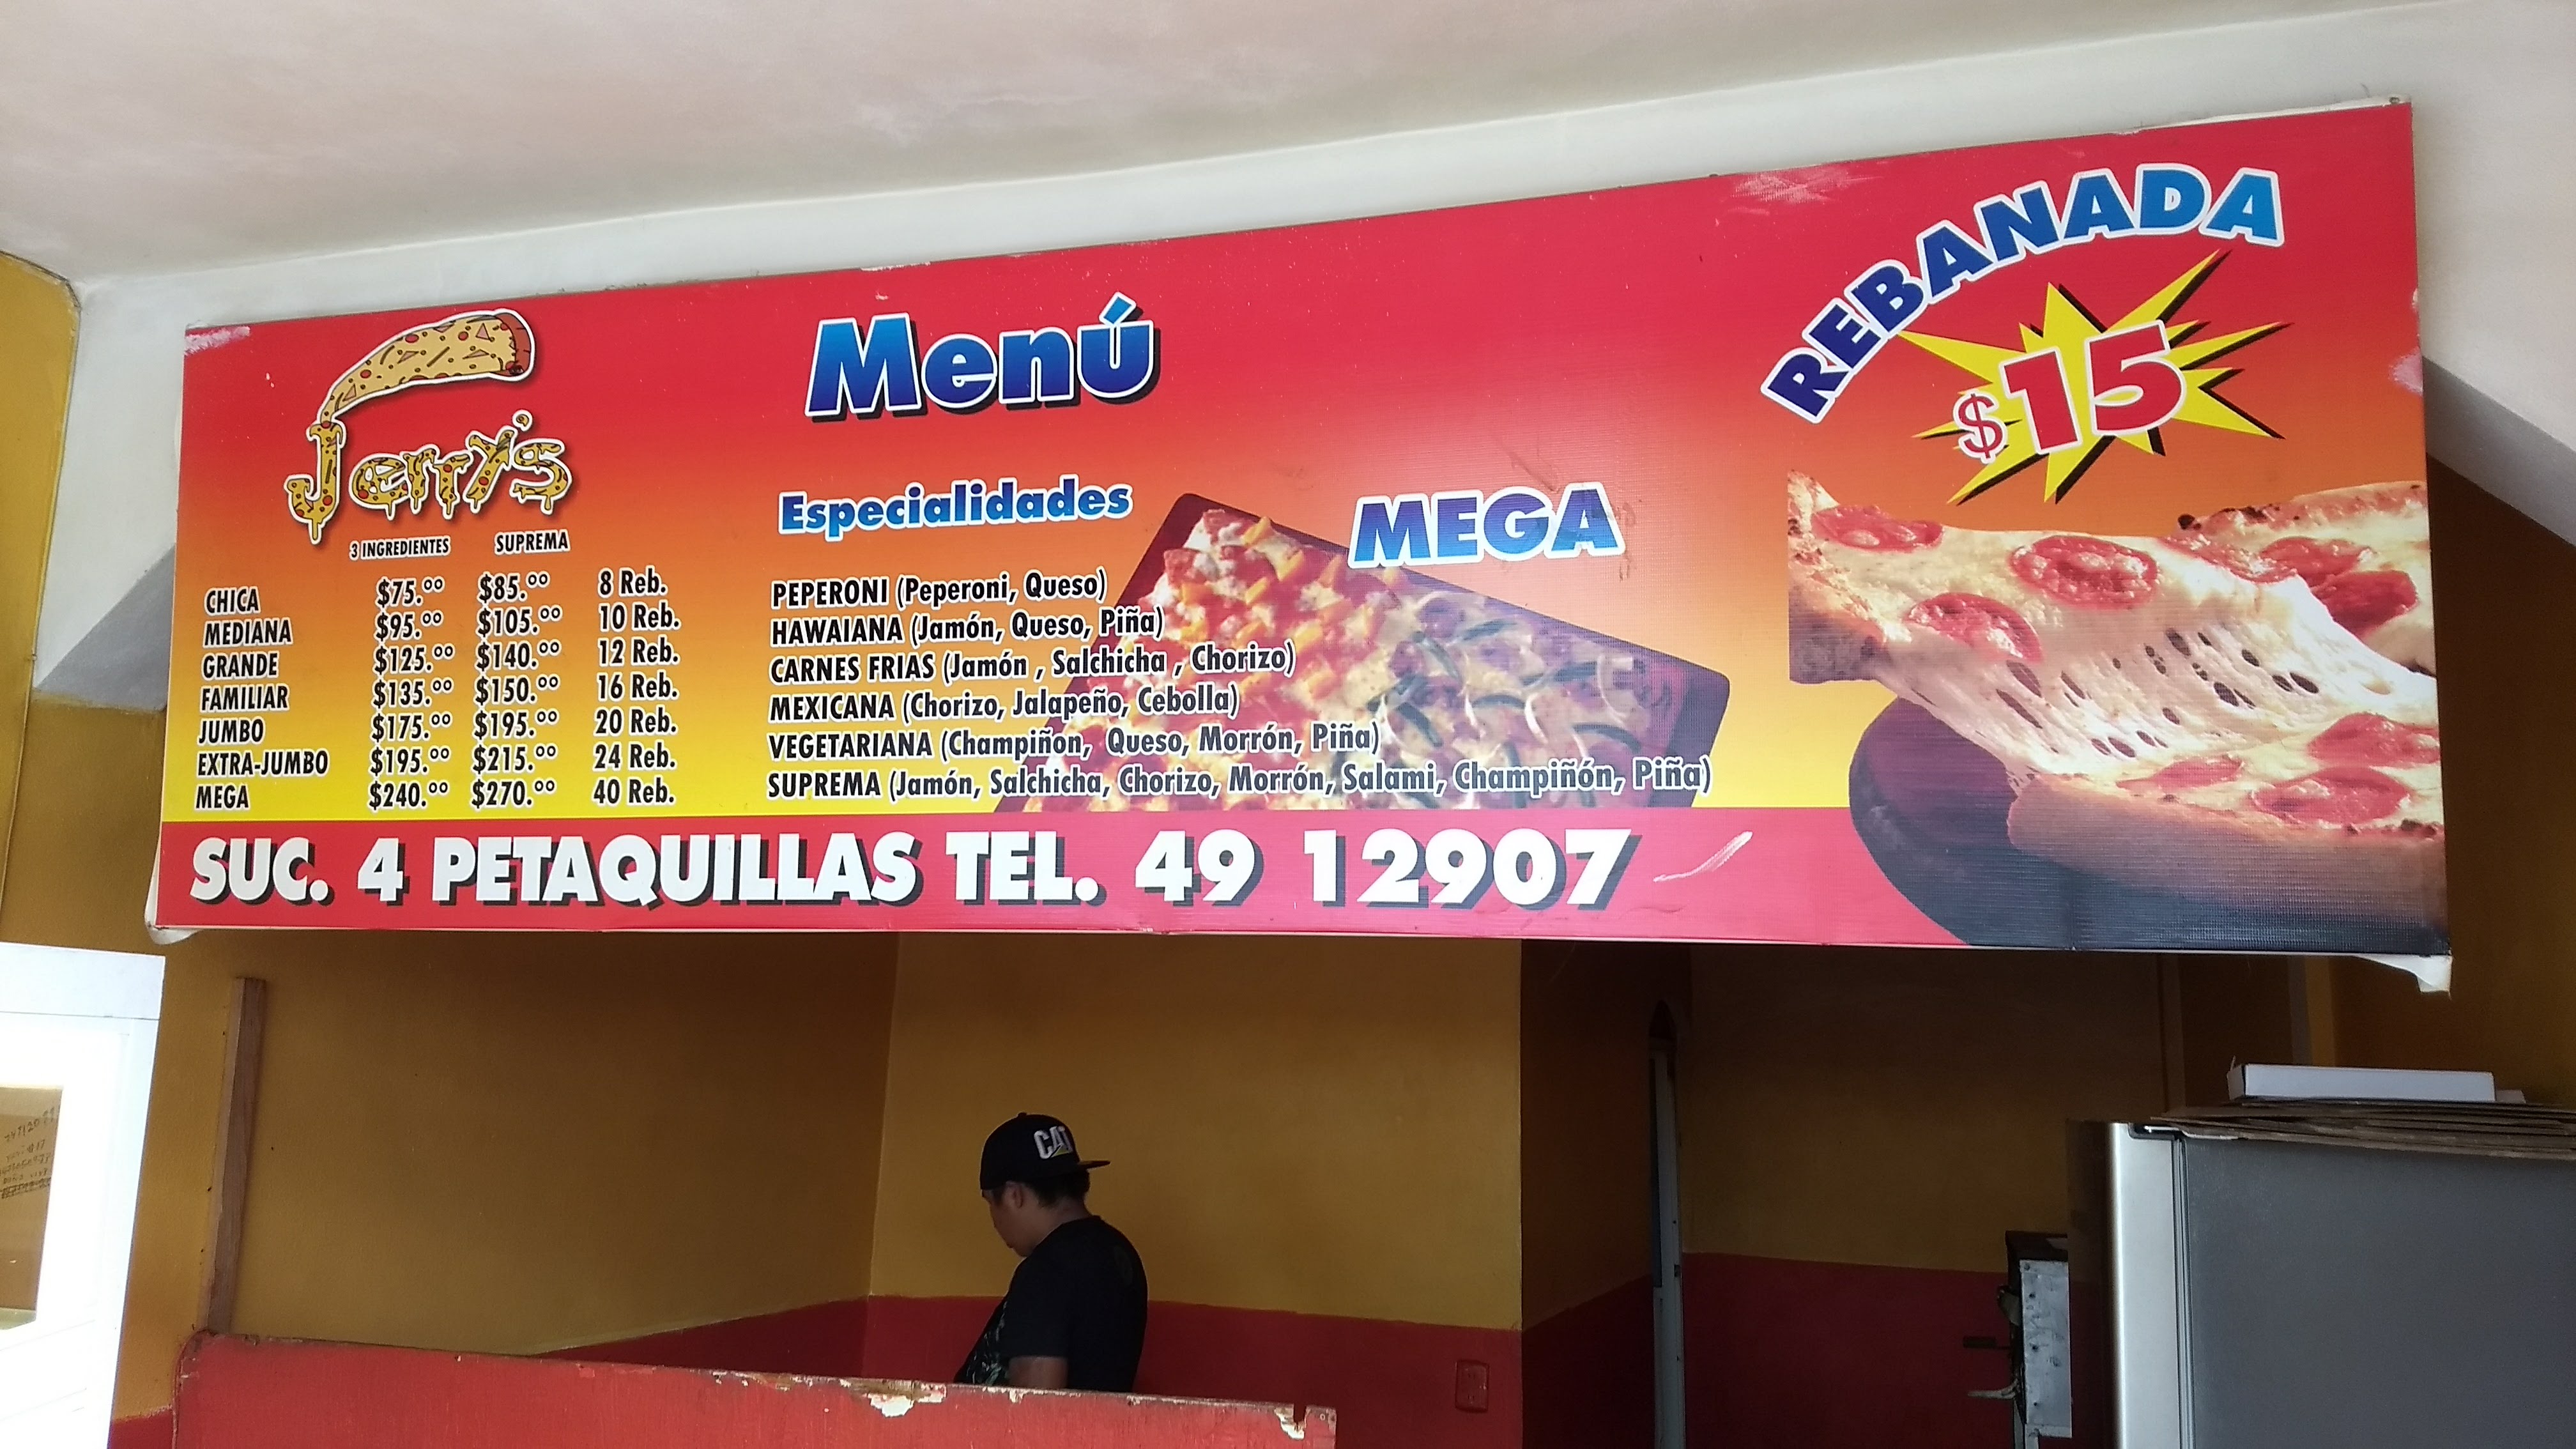 Jerry's
Menú
REBANADA
$15
3 INGREDIENTES SUPREMA
CHICA $75.00 $85.00 8 Reb.
MEDIANA $95.00 $105.00 10 Reb.
GRANDE $125.00 $140.00 12 Reb.
FAMILIAR $135.00 $150.00 16 Reb.
JUMBO $175.00 $195.00 20 Reb.
EXTRA-JUMBO $195.00 $215.00 24 Reb.
MEGA $240.00 $270.00 40 Reb.
Especialidades
MEGA
PEPERONI (Peperoni, Queso)
HAWAIANA (Jamón, Queso, Piña)
CARNES FRIAS (Jamón , Salchicha , Chorizo)
MEXICANA (Chorizo, Jalapeño, Cebolla)
VEGETARIANA (Champiñon, Queso, Morrón, Piña)
SUPREMA (Jamón, Salchicha, Chorizo, Morrón, Salami, Champiñón, Piña)
SUC. 4 PETAQUILLAS TEL. 49 12907
CAT